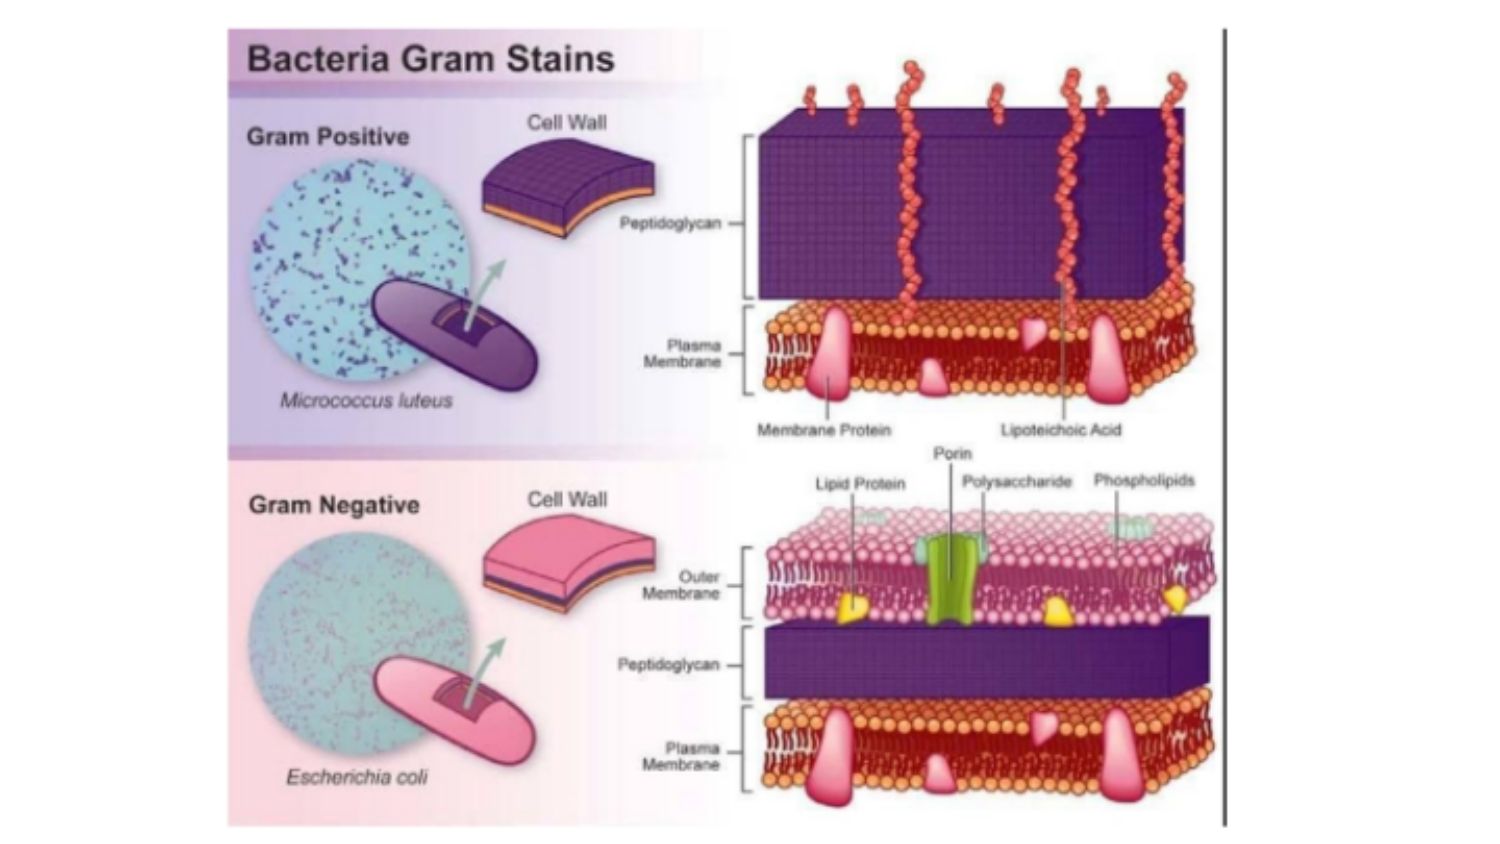 Bacteria Gram Stains
Gram Positive
Cell Wall
Peptidoglycan
Plasma
Membrane
Micrococcus luteus
Membrane Protein
Lipoteichoic Acid
Gram Negative
Cell Wall
Porin
Lipid Protein
Polysaccharide
Phospholipids
Outer
Membrane
Peptidoglycan
Plasma
Membrane
Escherichia coli